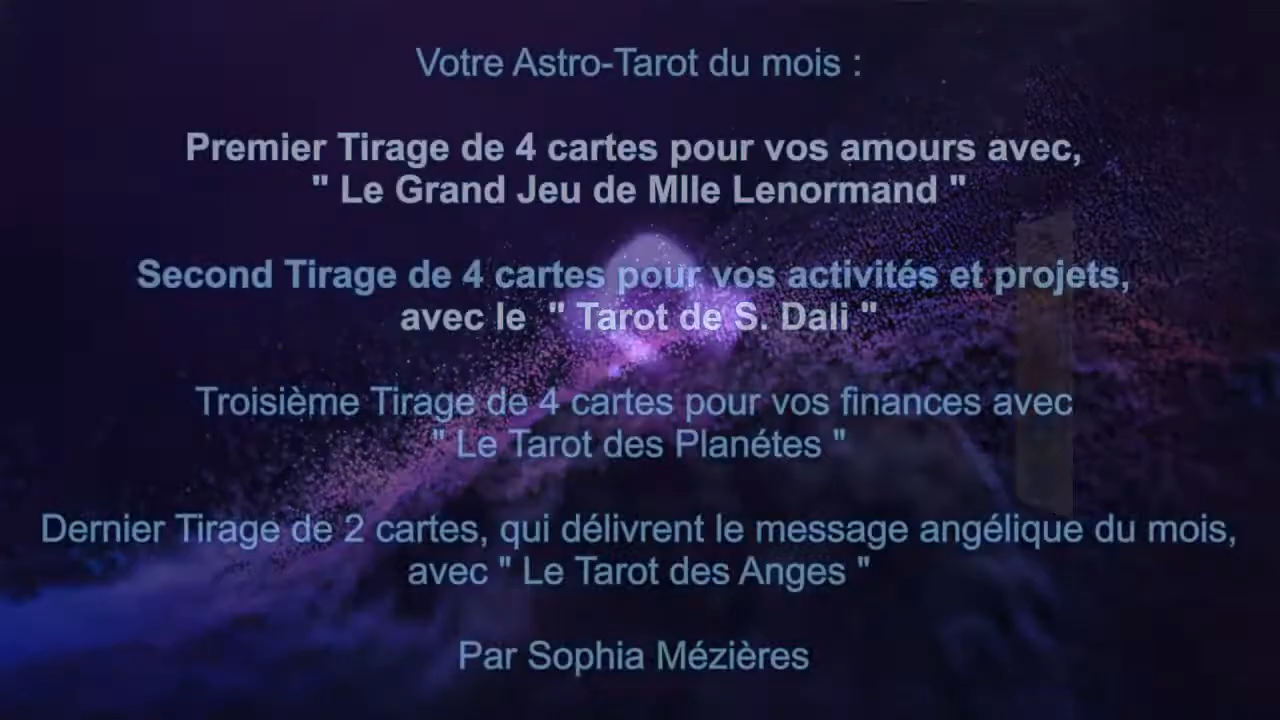 Votre Astro-Tarot du mois :
Premier Tirage de 4 cartes pour vos amours avec,
" Le Grand Jeu de Mlle Lenormand "
Second Tirage de 4 cartes pour vos activités et projets,
avec le " Tarot de S. Dali "
Troisième Tirage de 4 cartes pour vos finances avec
" Le Tarot des Planétes "
Dernier Tirage de 2 cartes, qui délivrent le message angélique du mois,
avec " Le Tarot des Anges "
Par Sophia Mézières